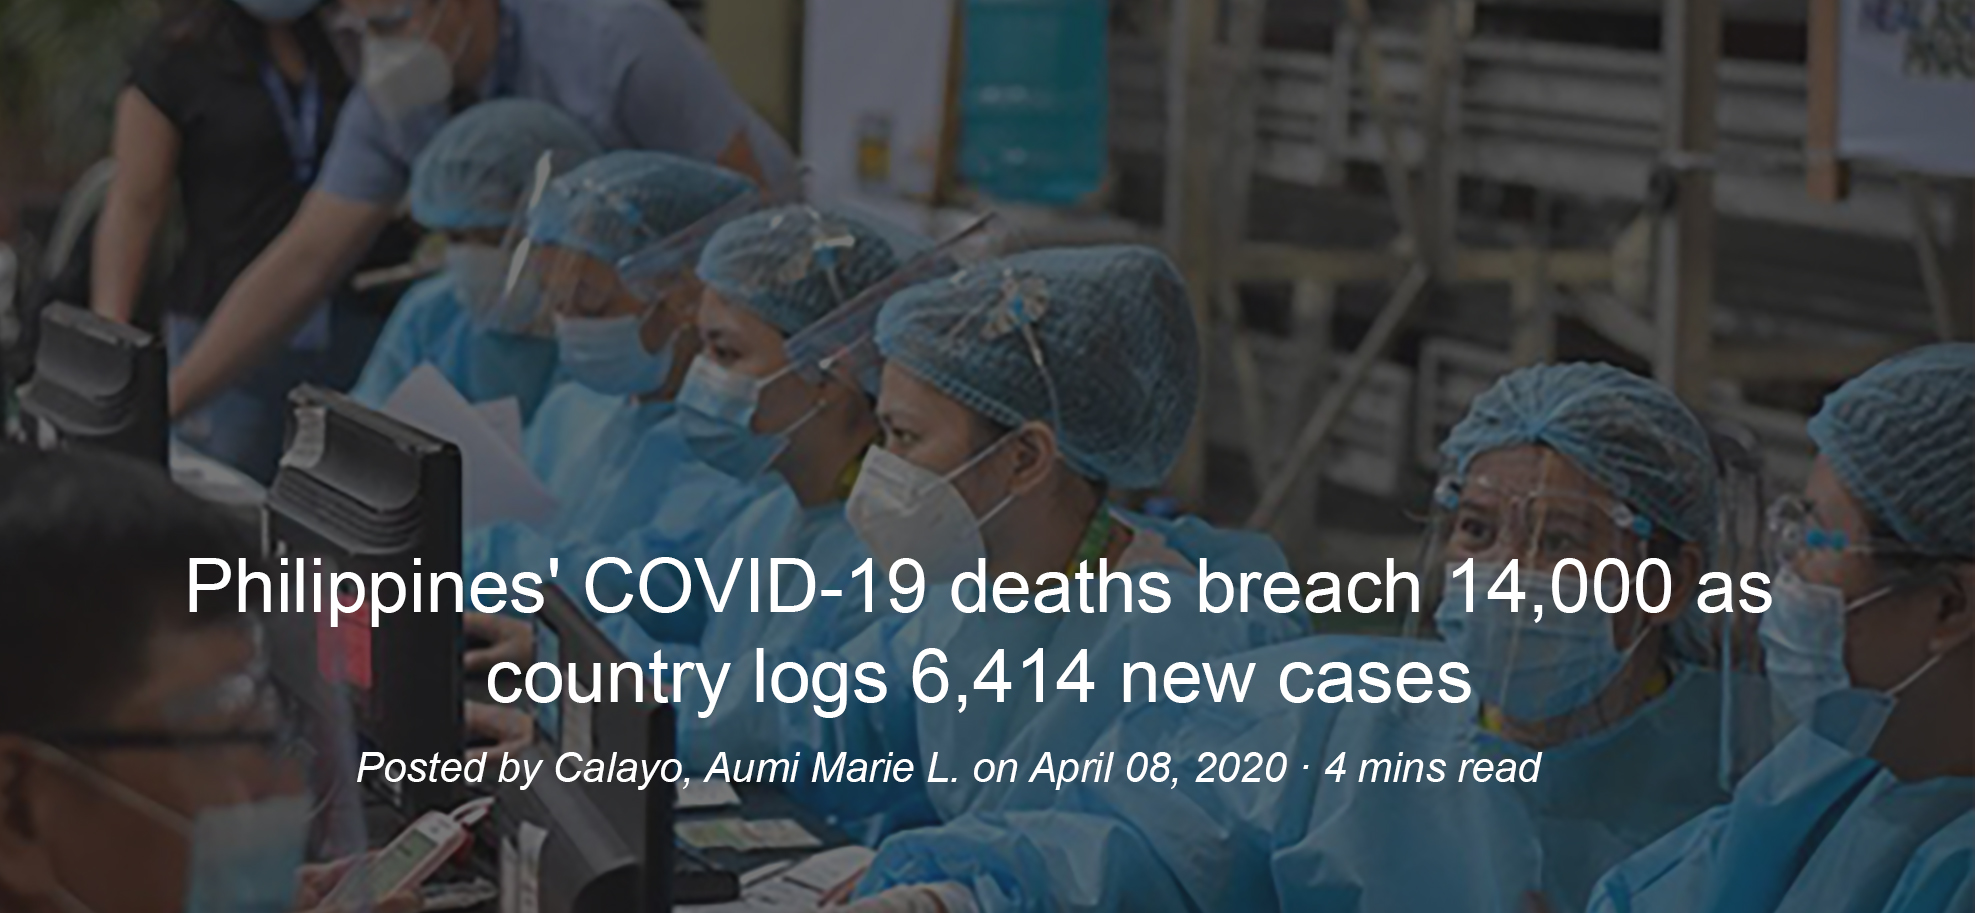 Philippines' COVID-19 deaths breach 14,000 as
country logs 6,414 new cases
Posted by Calayo, Aumi Marie L. on April 08, 2020 · 4 mins read